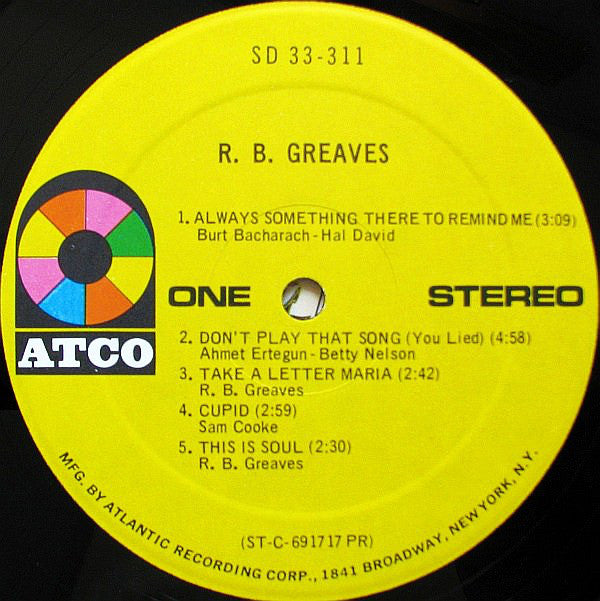 SD 33-311
R. B. GREAVES
1. ALWAYS SOMETHING THERE TO REMIND ME (3:09)
Burt Bacharach - Hal David
ONE STEREO
ATCO
2. DON'T PLAY THAT SONG (You Lied) (4:58)
Ahmet Ertegun - Betty Nelson
3. TAKE A LETTER MARIA (2:42)
R. B. Greaves
4. CUPID (2:59)
Sam Cooke
5. THIS IS SOUL (2:30)
R. B. Greaves
(ST-C-691717 PR)
MFG. BY ATLANTIC RECORDING CORP., 1841 BROADWAY, NEW YORK, N.Y.